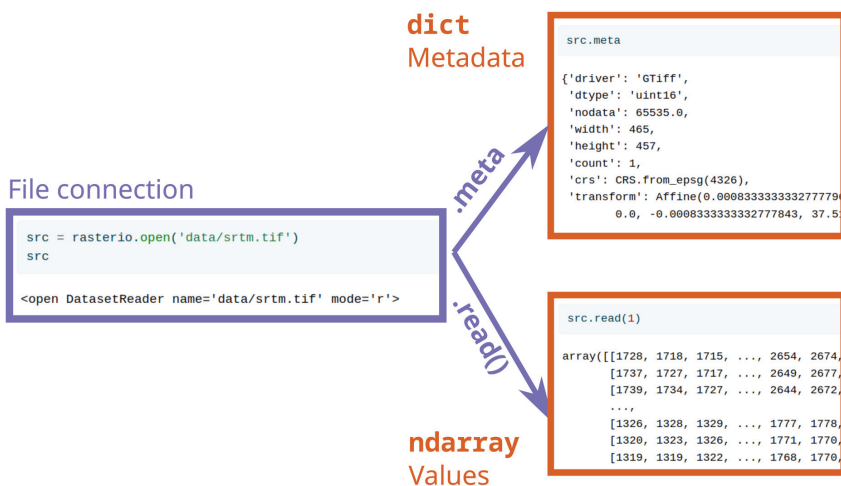 dict
Metadata
src.meta
{'driver': 'GTiff',
'dtype': 'uint16',
'nodata': 65535.0,
'width': 465,
'height': 457,
'count': 1,
'crs': CRS.from_epsg(4326),
'transform': Affine(0.000833333333277779
0.0, -0.0008333333332777843, 37.5
File connection
src = rasterio.open('data/srtm.tif')
src
<open DatasetReader name='data/srtm.tif' mode='r'>
.meta
.read()
src.read(1)
array([[1728, 1718, 1715, ..., 2654, 2674,
[1737, 1727, 1717, ..., 2649, 2677,
[1739, 1734, 1727, ..., 2644, 2672,
...,
[1326, 1328, 1329, ..., 1777, 1778,
[1320, 1323, 1326, ..., 1771, 1770,
[1319, 1319, 1322, ..., 1768, 1770,
ndarray
Values